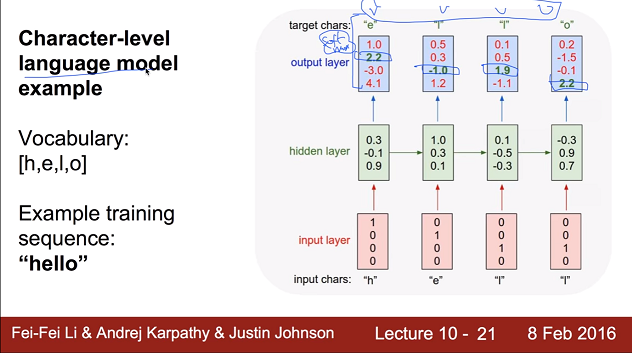 Character-level
language model
example
Vocabulary:
[h,e,l,o]
Example training
sequence:
“hello”
target chars: “e” “l” “l” “o”
Soft
max
output layer
1.0 0.5 0.1 0.2
2.2 0.3 0.5 -1.5
-3.0 -1.0 1.9 -0.1
4.1 1.2 -1.1 2.2
hidden layer
0.3 1.0 0.1 -0.3
-0.1 0.3 -0.5 0.9
0.9 0.1 -0.3 0.7
input layer
1 0 0 0
0 1 0 0
0 0 1 1
0 0 0 0
input chars: “h” “e” “l” “l”
Fei-Fei Li & Andrej Karpathy & Justin Johnson
Lecture 10 - 21
8 Feb 2016